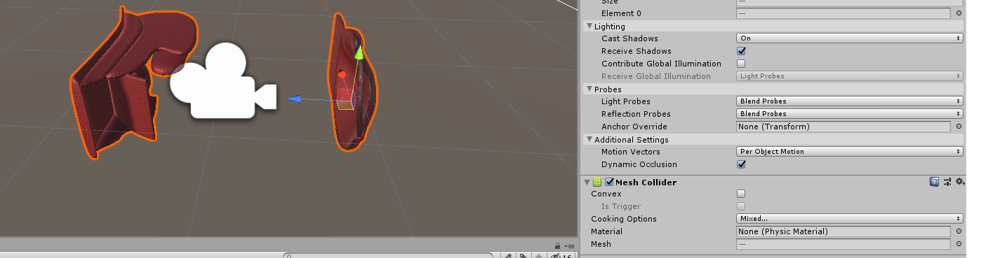 Size —
Element 0 —
Lighting
Cast Shadows On
Receive Shadows
Contribute Global Illumination
Receive Global Illumination Light Probes
Probes
Light Probes Blend Probes
Reflection Probes Blend Probes
Anchor Override None (Transform)
Additional Settings
Motion Vectors Per Object Motion
Dynamic Occlusion
Mesh Collider
Convex
Is Trigger
Cooking Options Mixed...
Material None (Physic Material)
Mesh —
16